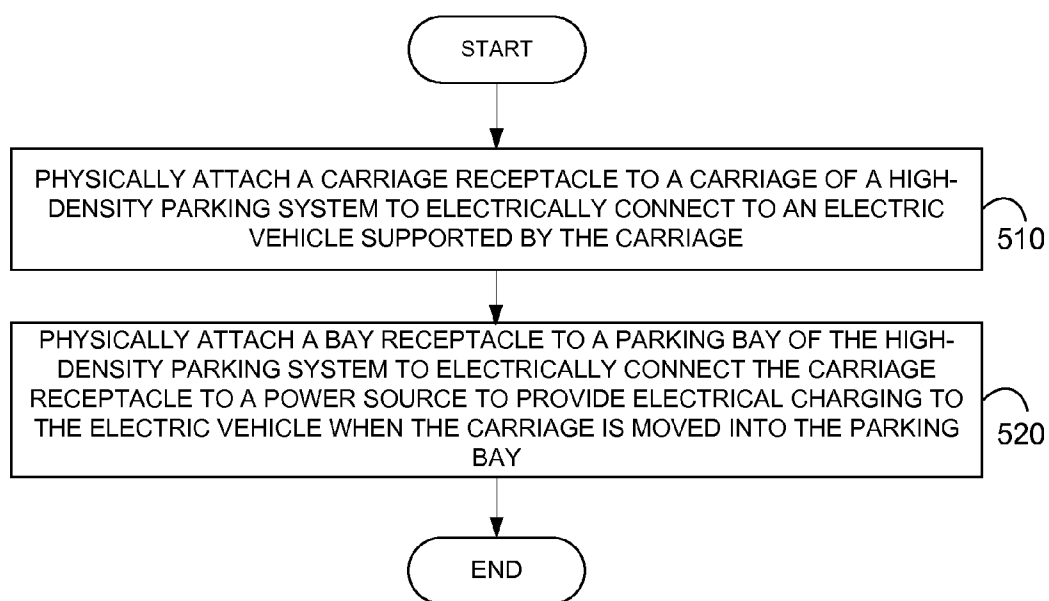 START
PHYSICALLY ATTACH A CARRIAGE RECEPTACLE TO A CARRIAGE OF A HIGH-
DENSITY PARKING SYSTEM TO ELECTRICALLY CONNECT TO AN ELECTRIC
VEHICLE SUPPORTED BY THE CARRIAGE
510
PHYSICALLY ATTACH A BAY RECEPTACLE TO A PARKING BAY OF THE HIGH-
DENSITY PARKING SYSTEM TO ELECTRICALLY CONNECT THE CARRIAGE
RECEPTACLE TO A POWER SOURCE TO PROVIDE ELECTRICAL CHARGING TO
THE ELECTRIC VEHICLE WHEN THE CARRIAGE IS MOVED INTO THE PARKING
BAY
520
END